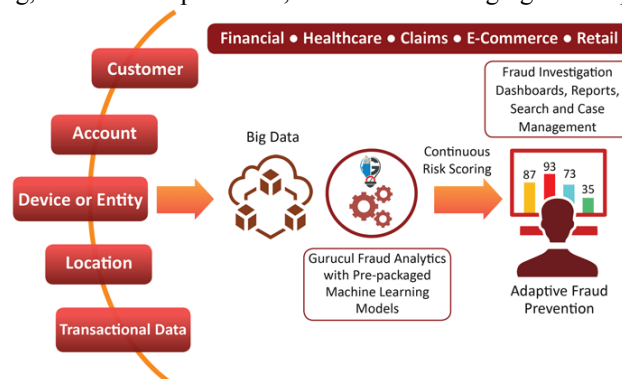 Financial ● Healthcare ● Claims ● E-Commerce ● Retail
Customer
Account
Device or Entity
Location
Transactional Data
Big Data
Gurucul Fraud Analytics
with Pre-packaged
Machine Learning
Models
Continuous
Risk Scoring
Fraud Investigation
Dashboards, Reports,
Search and Case
Management
87
93
73
35
Adaptive Fraud
Prevention